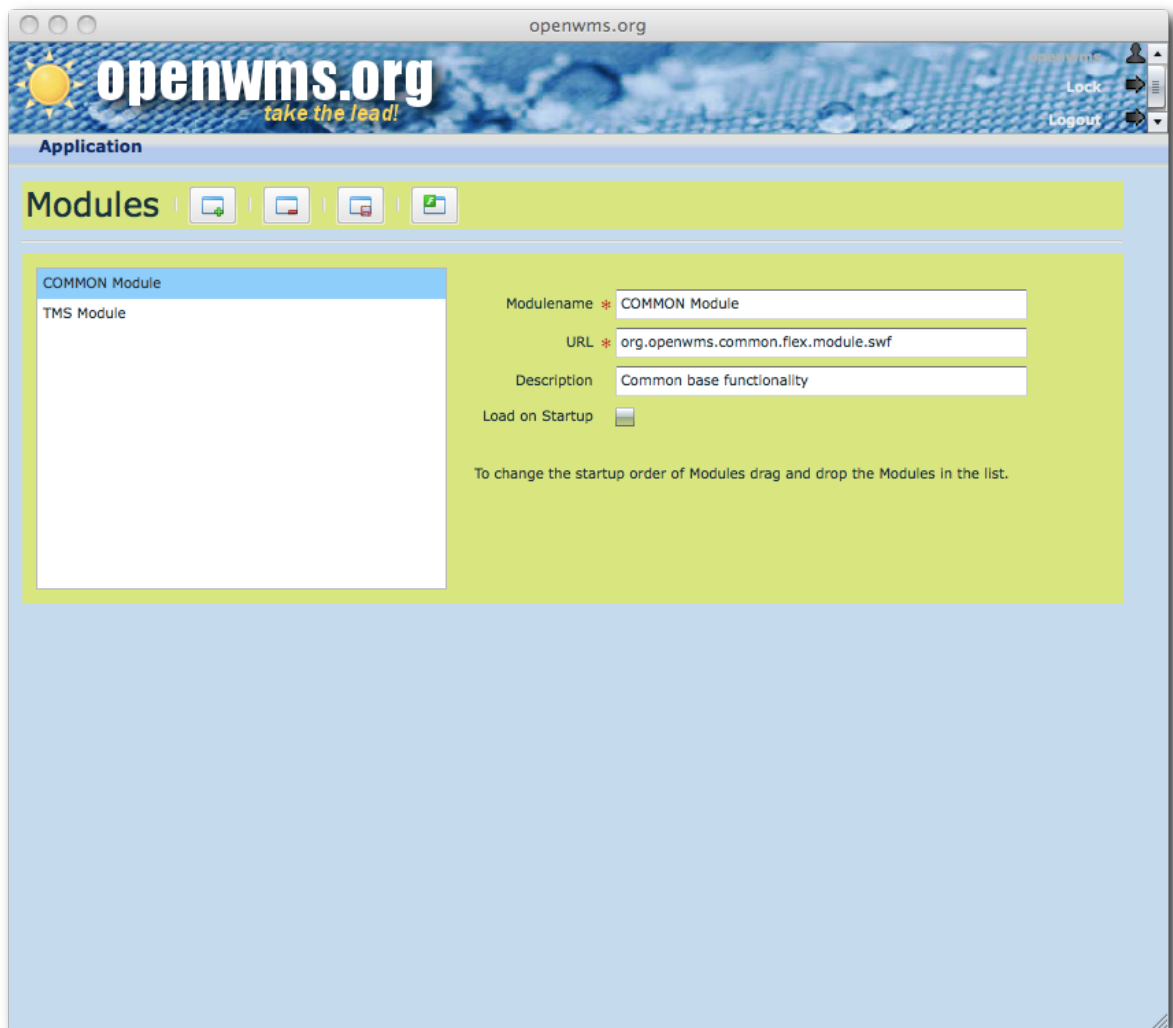 openwms.org
openwms.org
take the lead!
openwms
Lock
Logout
Application
Modules
COMMON Module
TMS Module
Modulename * COMMON Module
URL * org.openwms.common.flex.module.swf
Description Common base functionality
Load on Startup
To change the startup order of Modules drag and drop the Modules in the list.